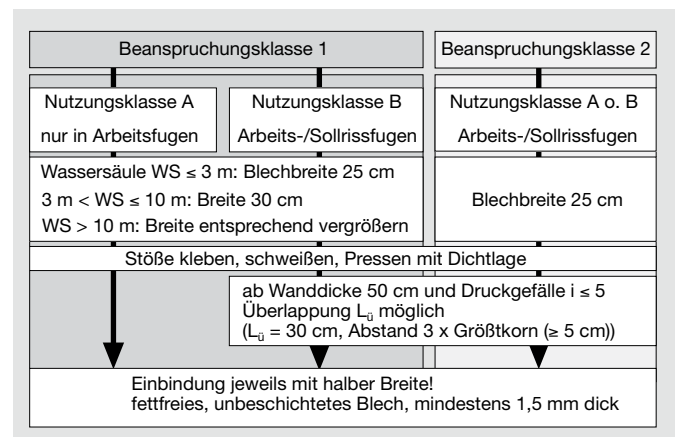 Beanspruchungsklasse 1
Beanspruchungsklasse 2
Nutzungsklasse A
nur in Arbeitsfugen
Nutzungsklasse B
Arbeits-/Sollrissfugen
Nutzungsklasse A o. B
Arbeits-/Sollrissfugen
Wassersäule WS ≤ 3 m: Blechbreite 25 cm
3 m < WS ≤ 10 m: Breite 30 cm
WS > 10 m: Breite entsprechend vergrößern
Blechbreite 25 cm
Stöße kleben, schweißen, Pressen mit Dichtlage
ab Wanddicke 50 cm und Druckgefälle i ≤ 5
Überlappung Lü möglich
(Lü = 30 cm, Abstand 3 x Größtkorn (≥ 5 cm))
Einbindung jeweils mit halber Breite!
fettfreies, unbeschichtetes Blech, mindestens 1,5 mm dick